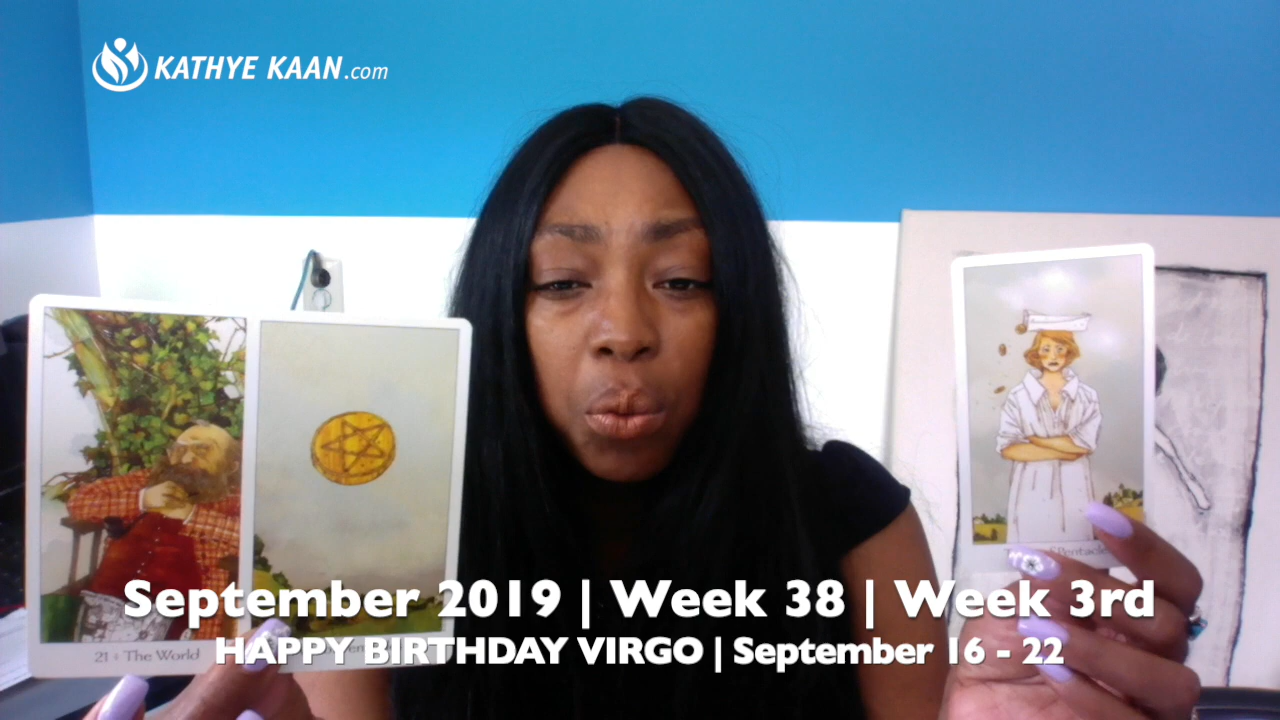 KATHYE KAAN.com
21 : The World
September 2019 | Week 38 | Week 3rd
HAPPY BIRTHDAY VIRGO | September 16 - 22